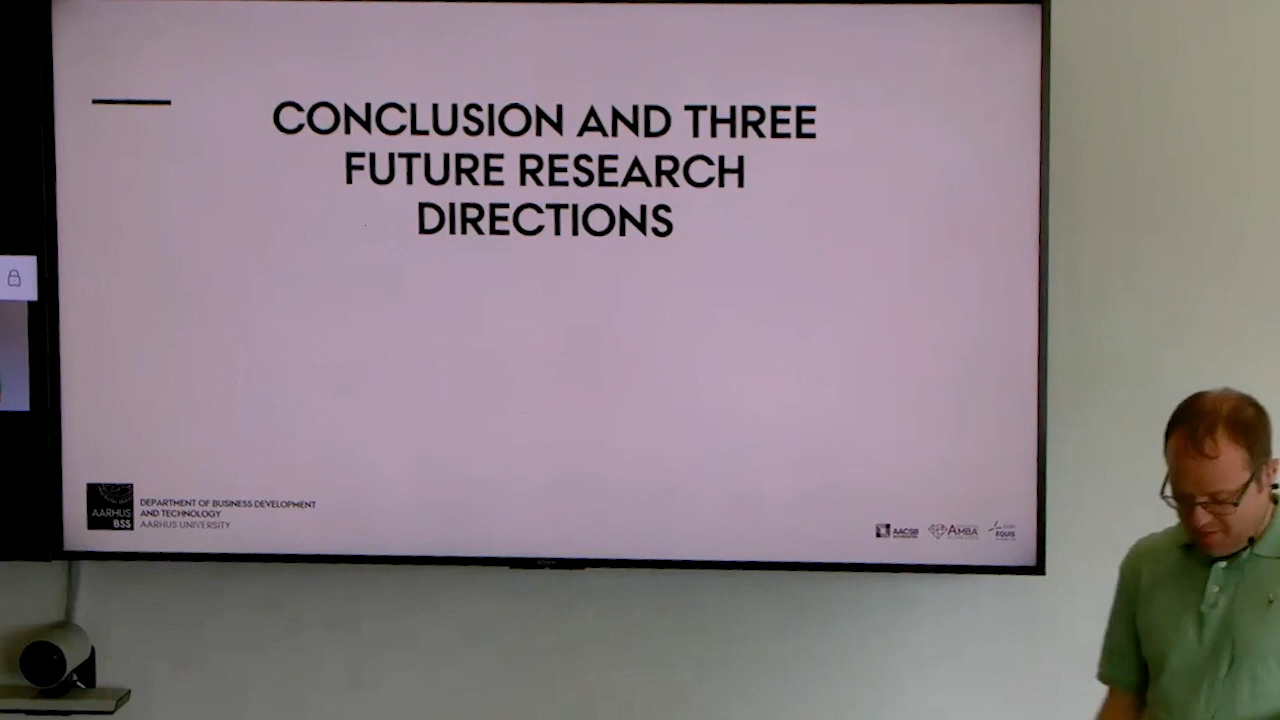 CONCLUSION AND THREE
FUTURE RESEARCH
DIRECTIONS
AARHUS
BSS
DEPARTMENT OF BUSINESS DEVELOPMENT
AND TECHNOLOGY
AARHUS UNIVERSITY
AACSB
AMBA
EQUIS
SONY